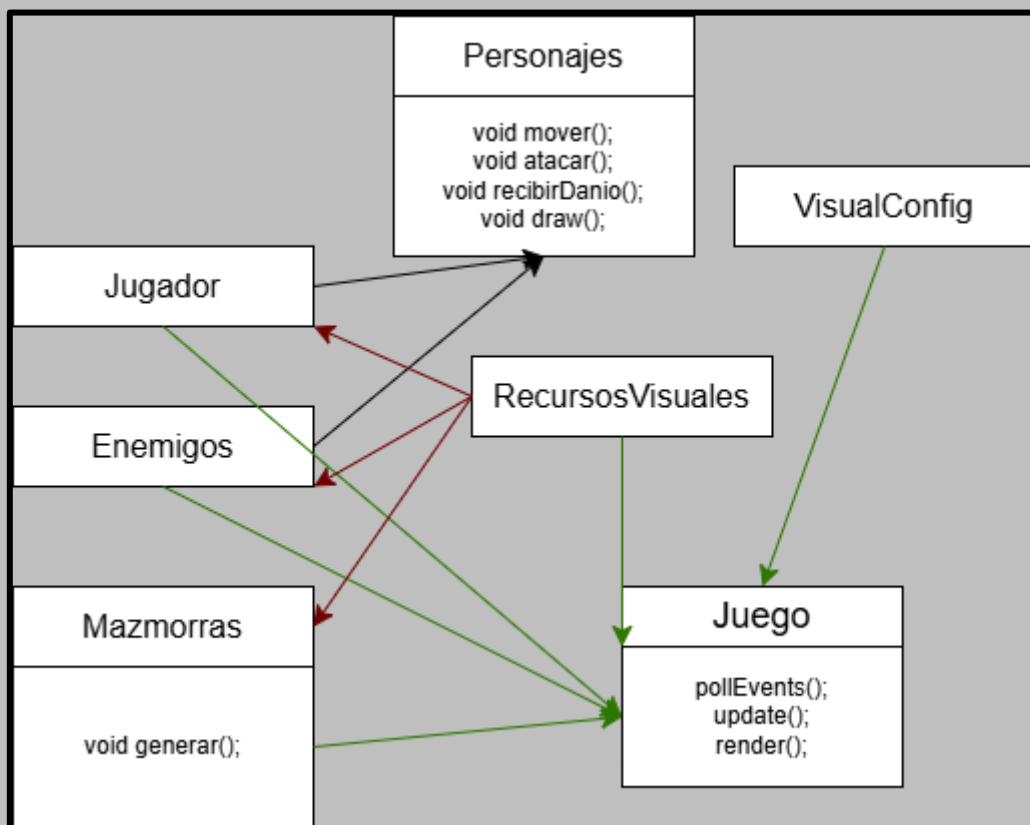 Personajes
void mover();
void atacar();
void recibirDanio();
void draw();
VisualConfig
Jugador
RecursosVisuales
Enemigos
Mazmorras
void generar();
Juego
pollEvents();
update();
render();